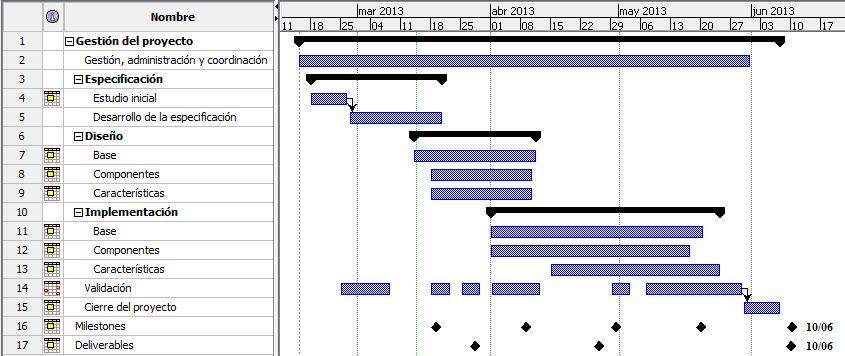 Nombre
mar 2013 abr 2013 may 2013 jun 2013
11 18 25 04 11 18 25 01 08 15 22 29 06 13 20 27 03 10 17
1 Gestión del proyecto
2 Gestión, administración y coordinación
3 Especificación
4 Estudio inicial
5 Desarrollo de la especificación
6 Diseño
7 Base
8 Componentes
9 Características
10 Implementación
11 Base
12 Componentes
13 Características
14 Validación
15 Cierre del proyecto
16 Milestones 10/06
17 Deliverables 10/06